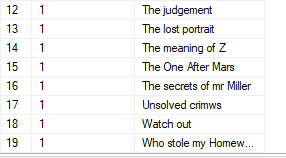 12 1 The judgement
13 1 The lost portrait
14 1 The meaning of Z
15 1 The One After Mars
16 1 The secrets of mr Miller
17 1 Unsolved crimws
18 1 Watch out
19 1 Who stole my Homew...